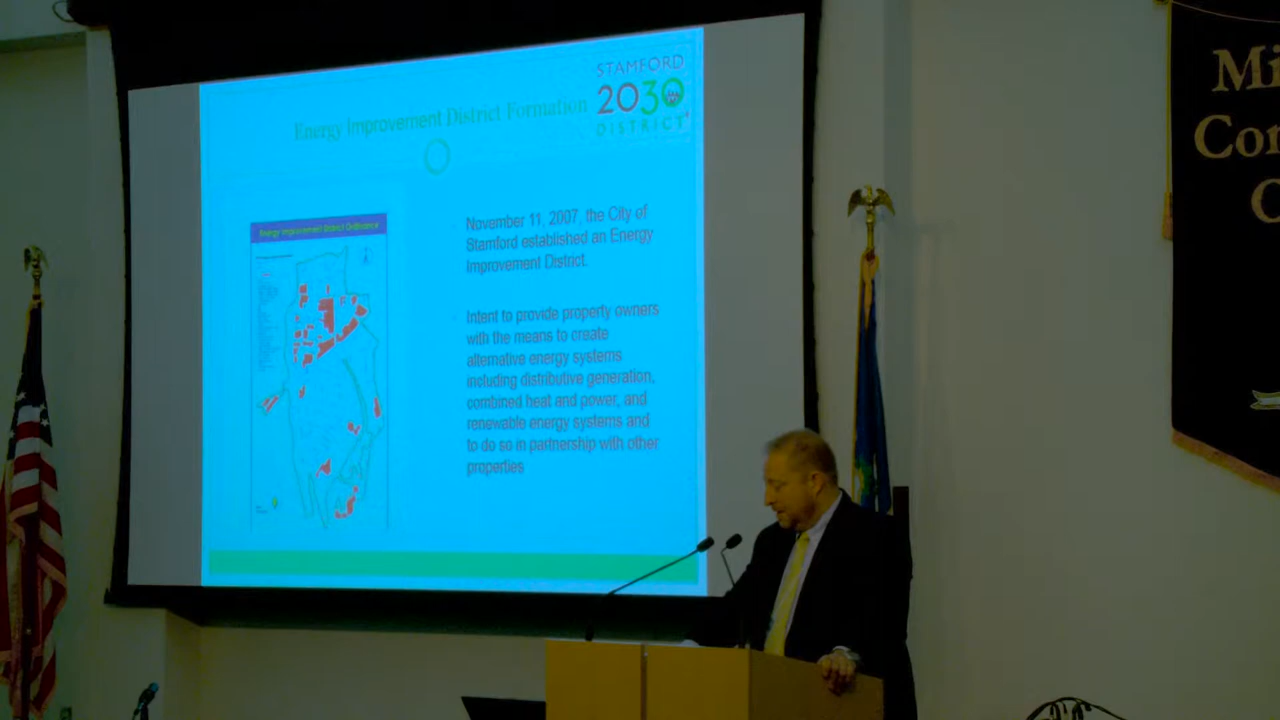 STAMFORD
2030
DISTRICT
Energy Improvement District Formation
Energy Improvement District Ordinance
November 11, 2007, the City of
Stamford established an Energy
Improvement District.
Intent to provide property owners
with the means to create
alternative energy systems
including distributive generation,
combined heat and power, and
renewable energy systems and
to do so in partnership with other
properties
Mi
Con
C